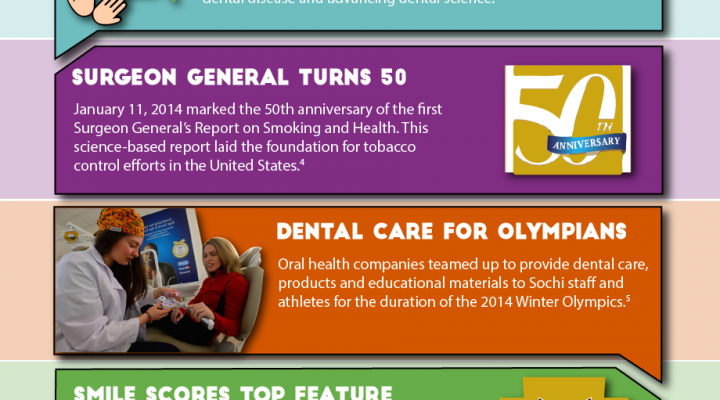 dental disease and advancing dental science.
SURGEON GENERAL TURNS 50
January 11, 2014 marked the 50th anniversary of the first
Surgeon General's Report on Smoking and Health. This
science-based report laid the foundation for tobacco
control efforts in the United States.4
50TH
ANNIVERSARY
DENTAL CARE FOR OLYMPIANS
Oral health companies teamed up to provide dental care,
products and educational materials to Sochi staff and
athletes for the duration of the 2014 Winter Olympics.5
SMILE SCORES TOP FEATURE